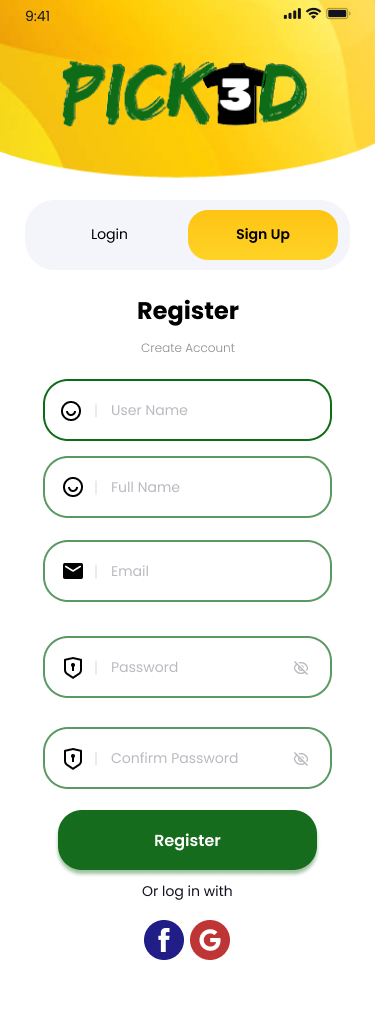 9:41
PICK3D
Login
Sign Up
Register
Create Account
User Name
Full Name
Email
Password
Confirm Password
Register
Or log in with
f G